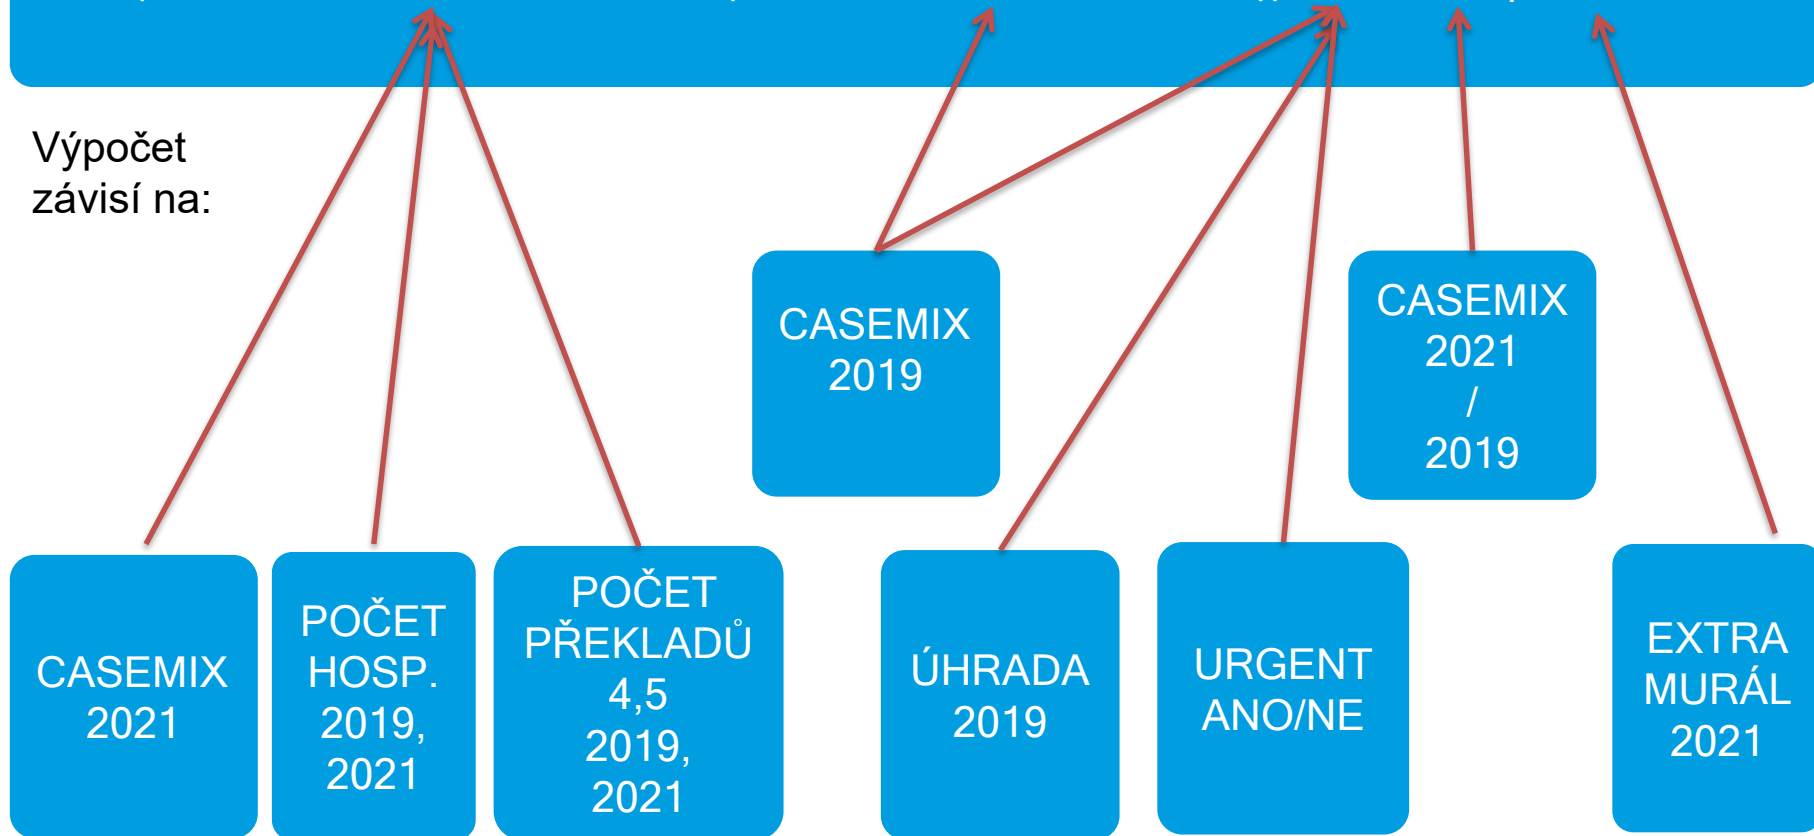 Výpočet
závisí na:
CASEMIX
2019
CASEMIX
2021
/
2019
CASEMIX
2021
POČET
HOSP.
2019,
2021
POČET
PŘEKLADŮ
4,5
2019,
2021
ÚHRADA
2019
URGENT
ANO/NE
EXTRA
MURÁL
2021